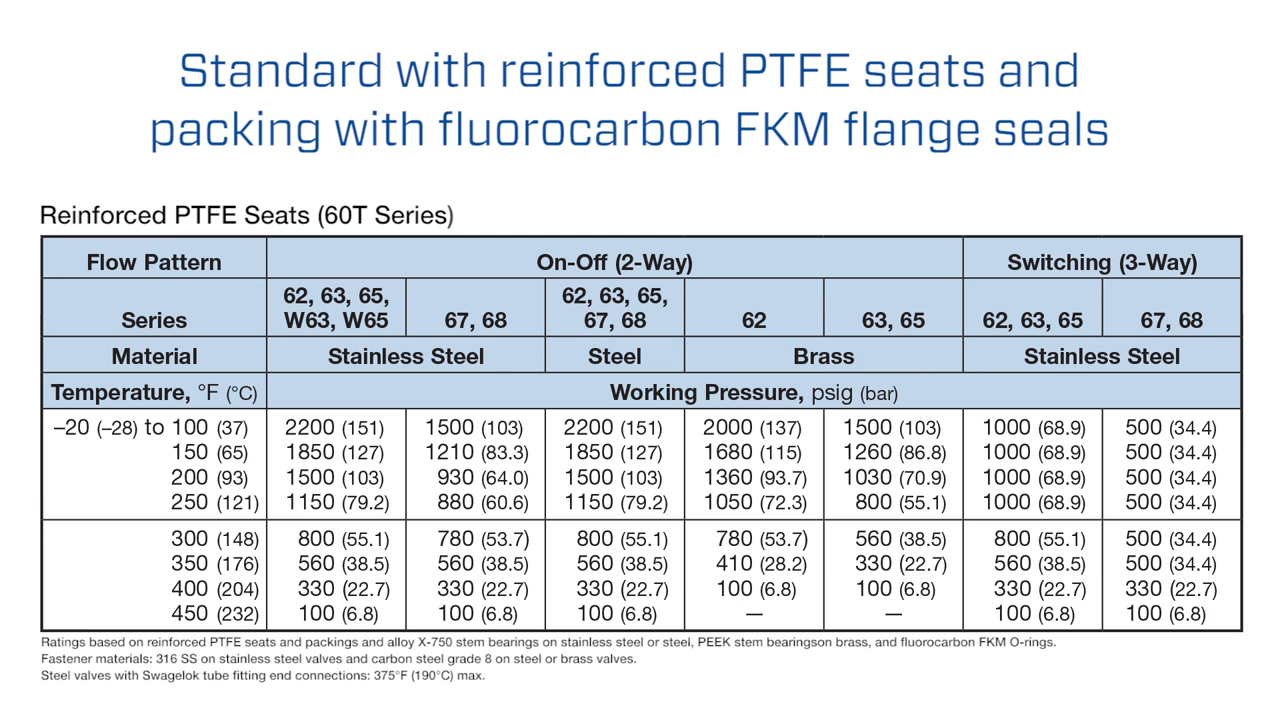 Standard with reinforced PTFE seats and
packing with fluorocarbon FKM flange seals
Reinforced PTFE Seats (60T Series)
Flow Pattern On-Off (2-Way) Switching (3-Way)
Series 62, 63, 65, W63, W65 67, 68 62, 63, 65, 67, 68 62 63, 65 62, 63, 65 67, 68
Material Stainless Steel Steel Brass Stainless Steel
Temperature, °F (°C) Working Pressure, psig (bar)
–20 (–28) to 100 (37) 2200 (151) 1500 (103) 2200 (151) 2000 (137) 1500 (103) 1000 (68.9) 500 (34.4)
150 (65) 1850 (127) 1210 (83.3) 1850 (127) 1680 (115) 1260 (86.8) 1000 (68.9) 500 (34.4)
200 (93) 1500 (103) 930 (64.0) 1500 (103) 1360 (93.7) 1030 (70.9) 1000 (68.9) 500 (34.4)
250 (121) 1150 (79.2) 880 (60.6) 1150 (79.2) 1050 (72.3) 800 (55.1) 1000 (68.9) 500 (34.4)
300 (148) 800 (55.1) 780 (53.7) 800 (55.1) 780 (53.7) 560 (38.5) 800 (55.1) 500 (34.4)
350 (176) 560 (38.5) 560 (38.5) 560 (38.5) 410 (28.2) 330 (22.7) 560 (38.5) 500 (34.4)
400 (204) 330 (22.7) 330 (22.7) 330 (22.7) 100 (6.8) 100 (6.8) 330 (22.7) 330 (22.7)
450 (232) 100 (6.8) 100 (6.8) 100 (6.8) — — 100 (6.8) 100 (6.8)
Ratings based on reinforced PTFE seats and packings and alloy X-750 stem bearings on stainless steel or steel, PEEK stem bearingson brass, and fluorocarbon FKM O-rings.
Fastener materials: 316 SS on stainless steel valves and carbon steel grade 8 on steel or brass valves.
Steel valves with Swagelok tube fitting end connections: 375°F (190°C) max.